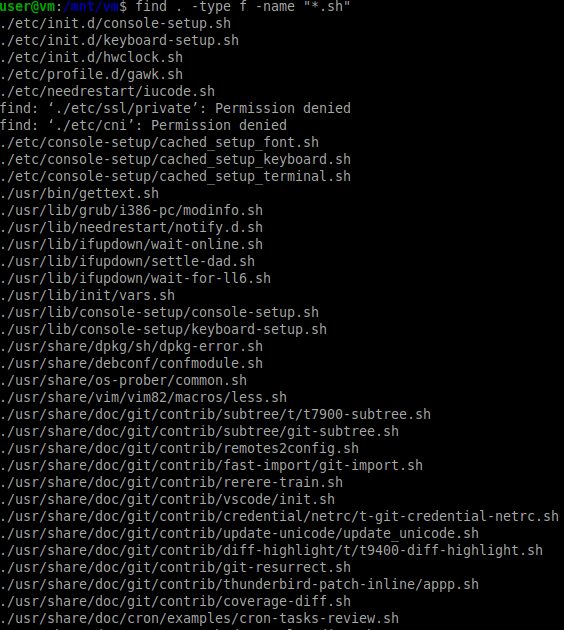 user@vm:/mnt/vm$ find . -type f -name "*.sh"
./etc/init.d/console-setup.sh
./etc/init.d/keyboard-setup.sh
./etc/init.d/hwclock.sh
./etc/profile.d/gawk.sh
./etc/needrestart/iucode.sh
find: ‘./etc/ssl/private’: Permission denied
find: ‘./etc/cni’: Permission denied
./etc/console-setup/cached_setup_font.sh
./etc/console-setup/cached_setup_keyboard.sh
./etc/console-setup/cached_setup_terminal.sh
./usr/bin/gettext.sh
./usr/lib/grub/i386-pc/modinfo.sh
./usr/lib/needrestart/notify.d.sh
./usr/lib/ifupdown/wait-online.sh
./usr/lib/ifupdown/settle-dad.sh
./usr/lib/ifupdown/wait-for-ll6.sh
./usr/lib/init/vars.sh
./usr/lib/console-setup/console-setup.sh
./usr/lib/console-setup/keyboard-setup.sh
./usr/share/dpkg/sh/dpkg-error.sh
./usr/share/debconf/confmodule.sh
./usr/share/os-prober/common.sh
./usr/share/vim/vim82/macros/less.sh
./usr/share/doc/git/contrib/subtree/t/t7900-subtree.sh
./usr/share/doc/git/contrib/subtree/git-subtree.sh
./usr/share/doc/git/contrib/remotes2config.sh
./usr/share/doc/git/contrib/fast-import/git-import.sh
./usr/share/doc/git/contrib/rerere-train.sh
./usr/share/doc/git/contrib/vscode/init.sh
./usr/share/doc/git/contrib/credential/netrc/t-git-credential-netrc.sh
./usr/share/doc/git/contrib/update-unicode/update_unicode.sh
./usr/share/doc/git/contrib/diff-highlight/t/t9400-diff-highlight.sh
./usr/share/doc/git/contrib/git-resurrect.sh
./usr/share/doc/git/contrib/thunderbird-patch-inline/appp.sh
./usr/share/doc/git/contrib/coverage-diff.sh
./usr/share/doc/cron/examples/cron-tasks-review.sh